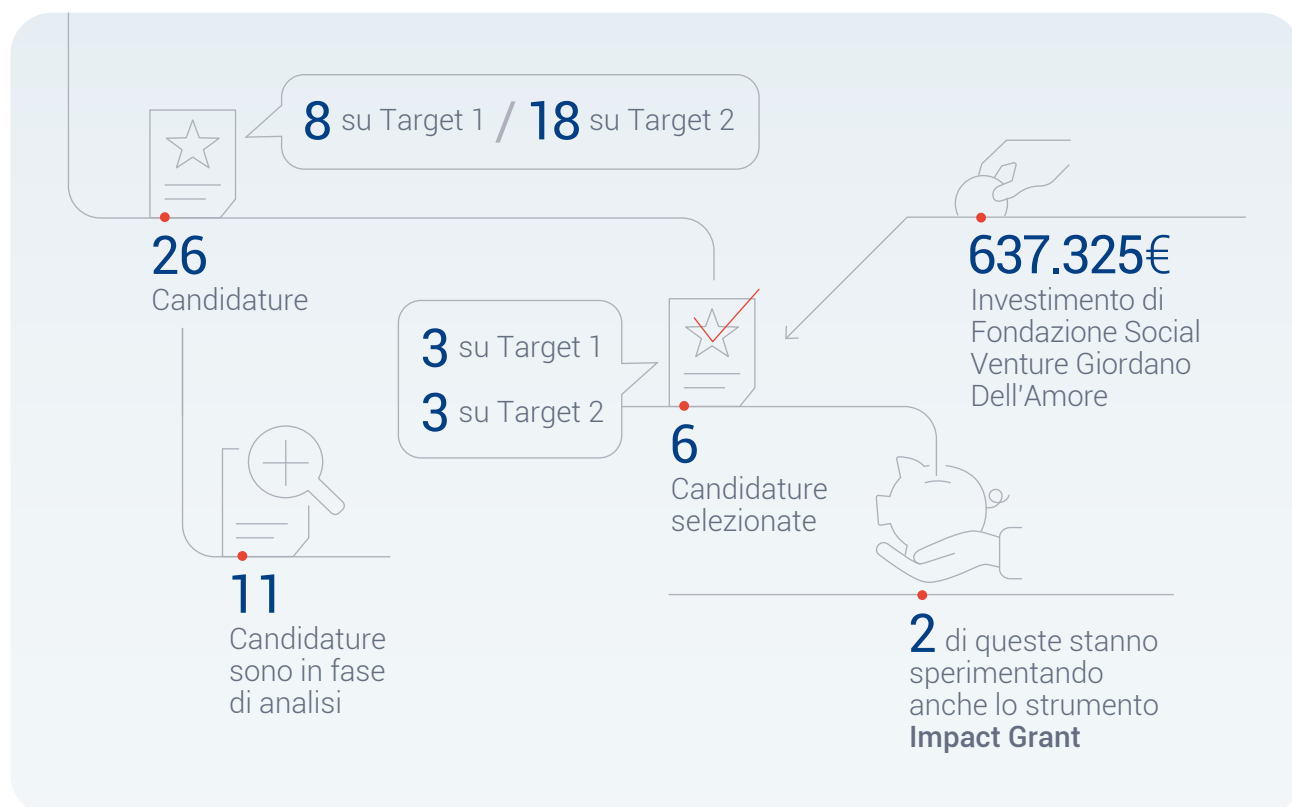 8 su Target 1 / 18 su Target 2
26
Candidature
637.325€
Investimento di
Fondazione Social
Venture Giordano
Dell'Amore
3 su Target 1
3 su Target 2
6
Candidature
selezionate
11
Candidature
sono in fase
di analisi
2 di queste stanno
sperimentando
anche lo strumento
Impact Grant